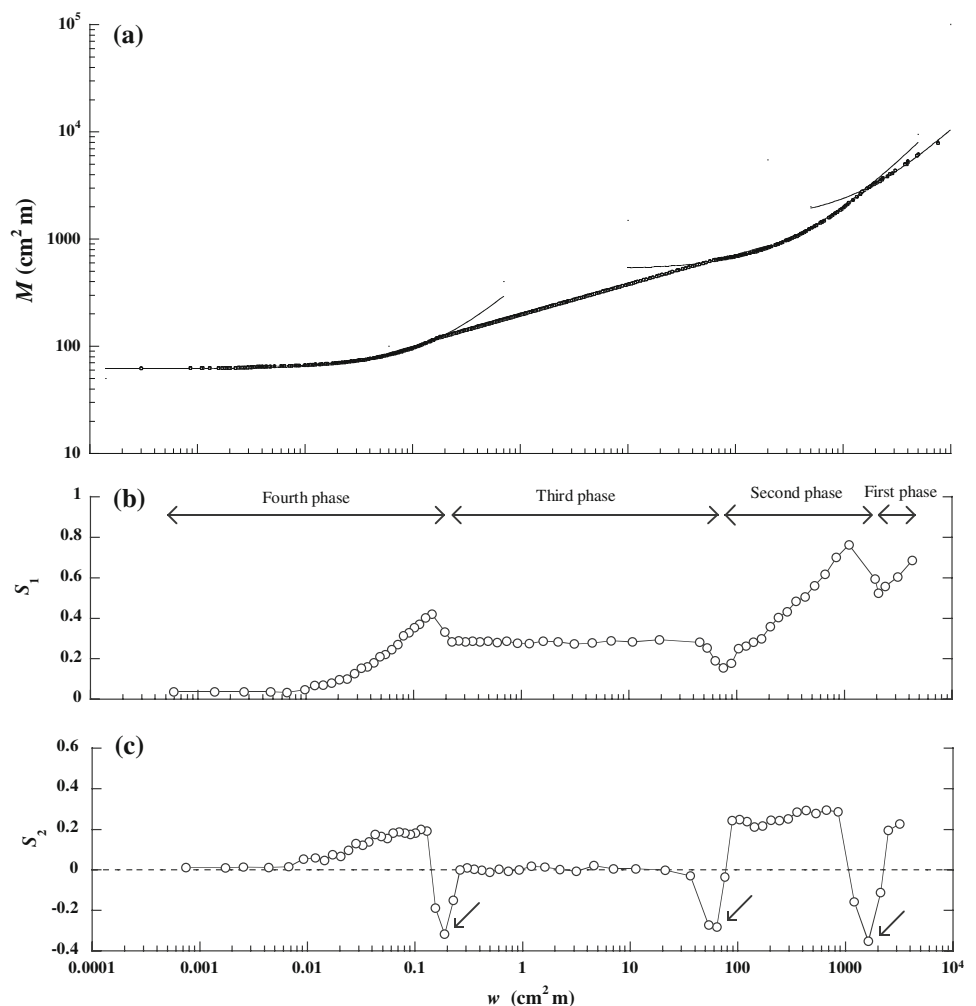 (a)
10^5
10^4
1000
100
10
M (cm^2 m)
(b)
Fourth phase
Third phase
Second phase
First phase
1
0.8
0.6
0.4
0.2
0
S_1
(c)
0.6
0.4
0.2
0
-0.2
-0.4
S_2
0.0001 0.001 0.01 0.1 1 10 100 1000 10^4
w (cm^2 m)